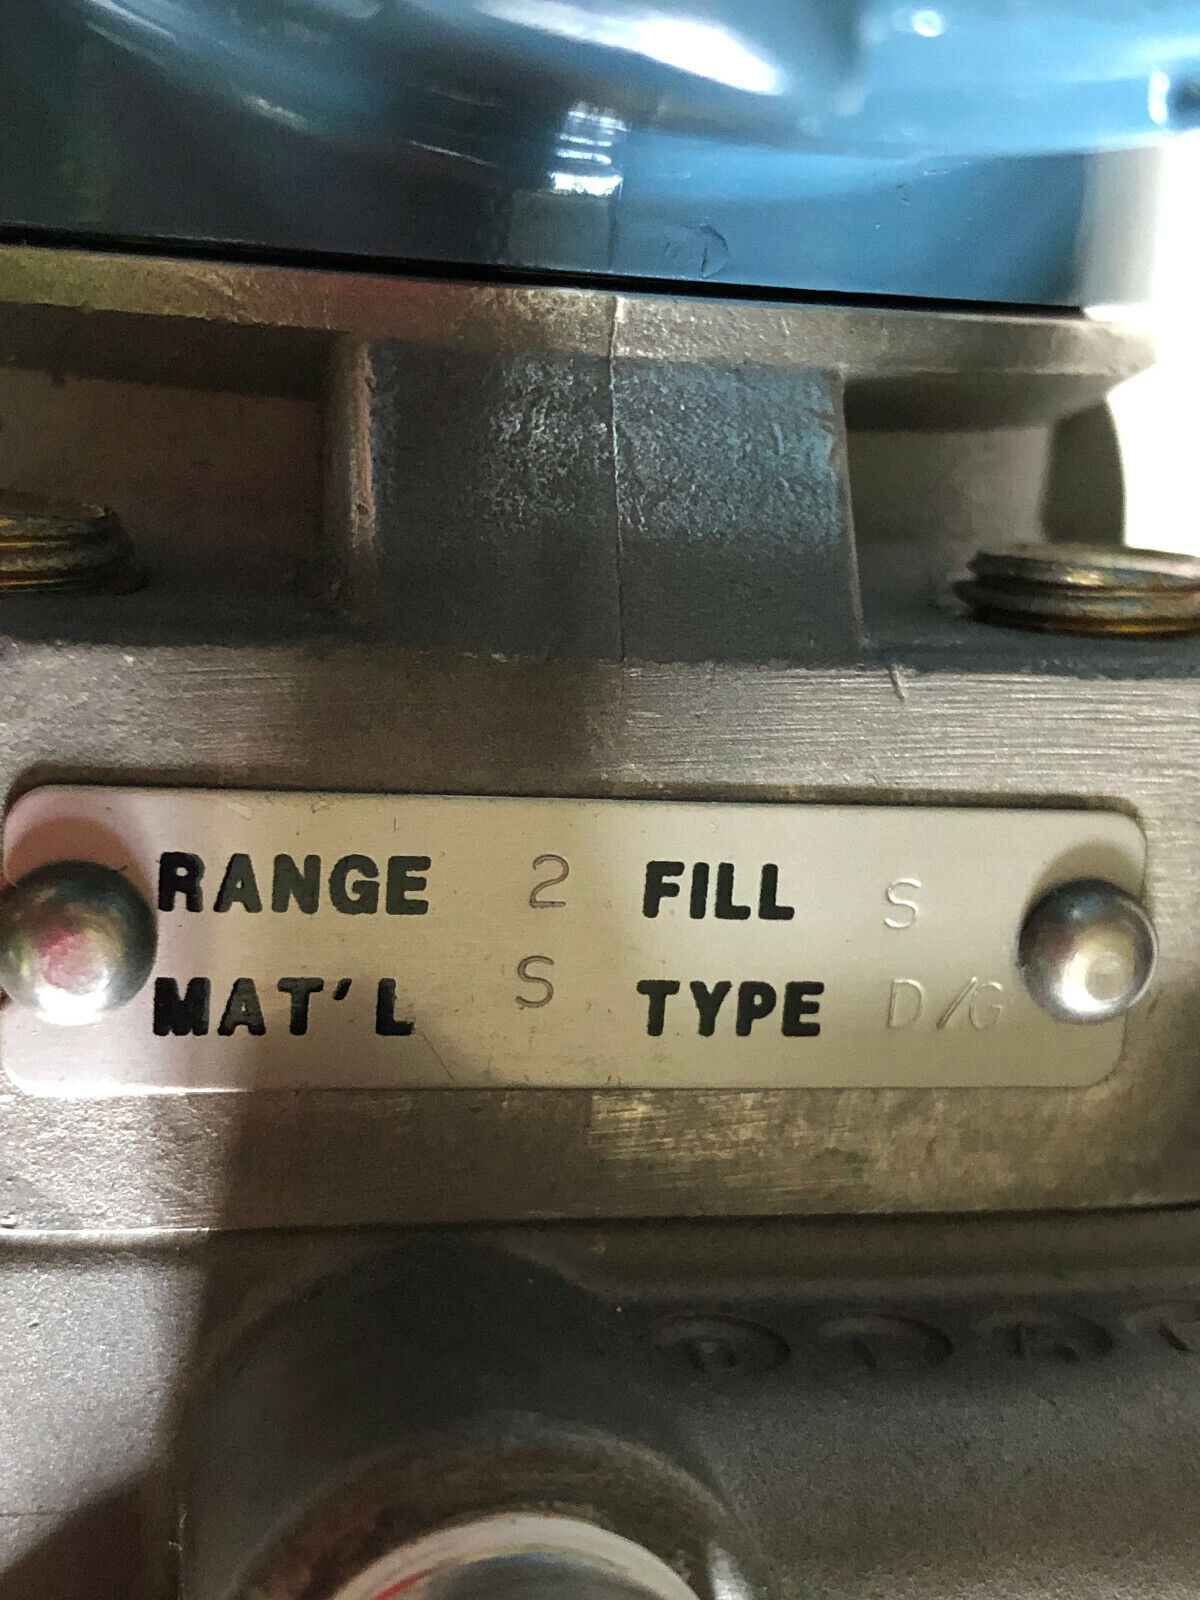 RANGE 2 FILL S
MAT'L S TYPE D/G